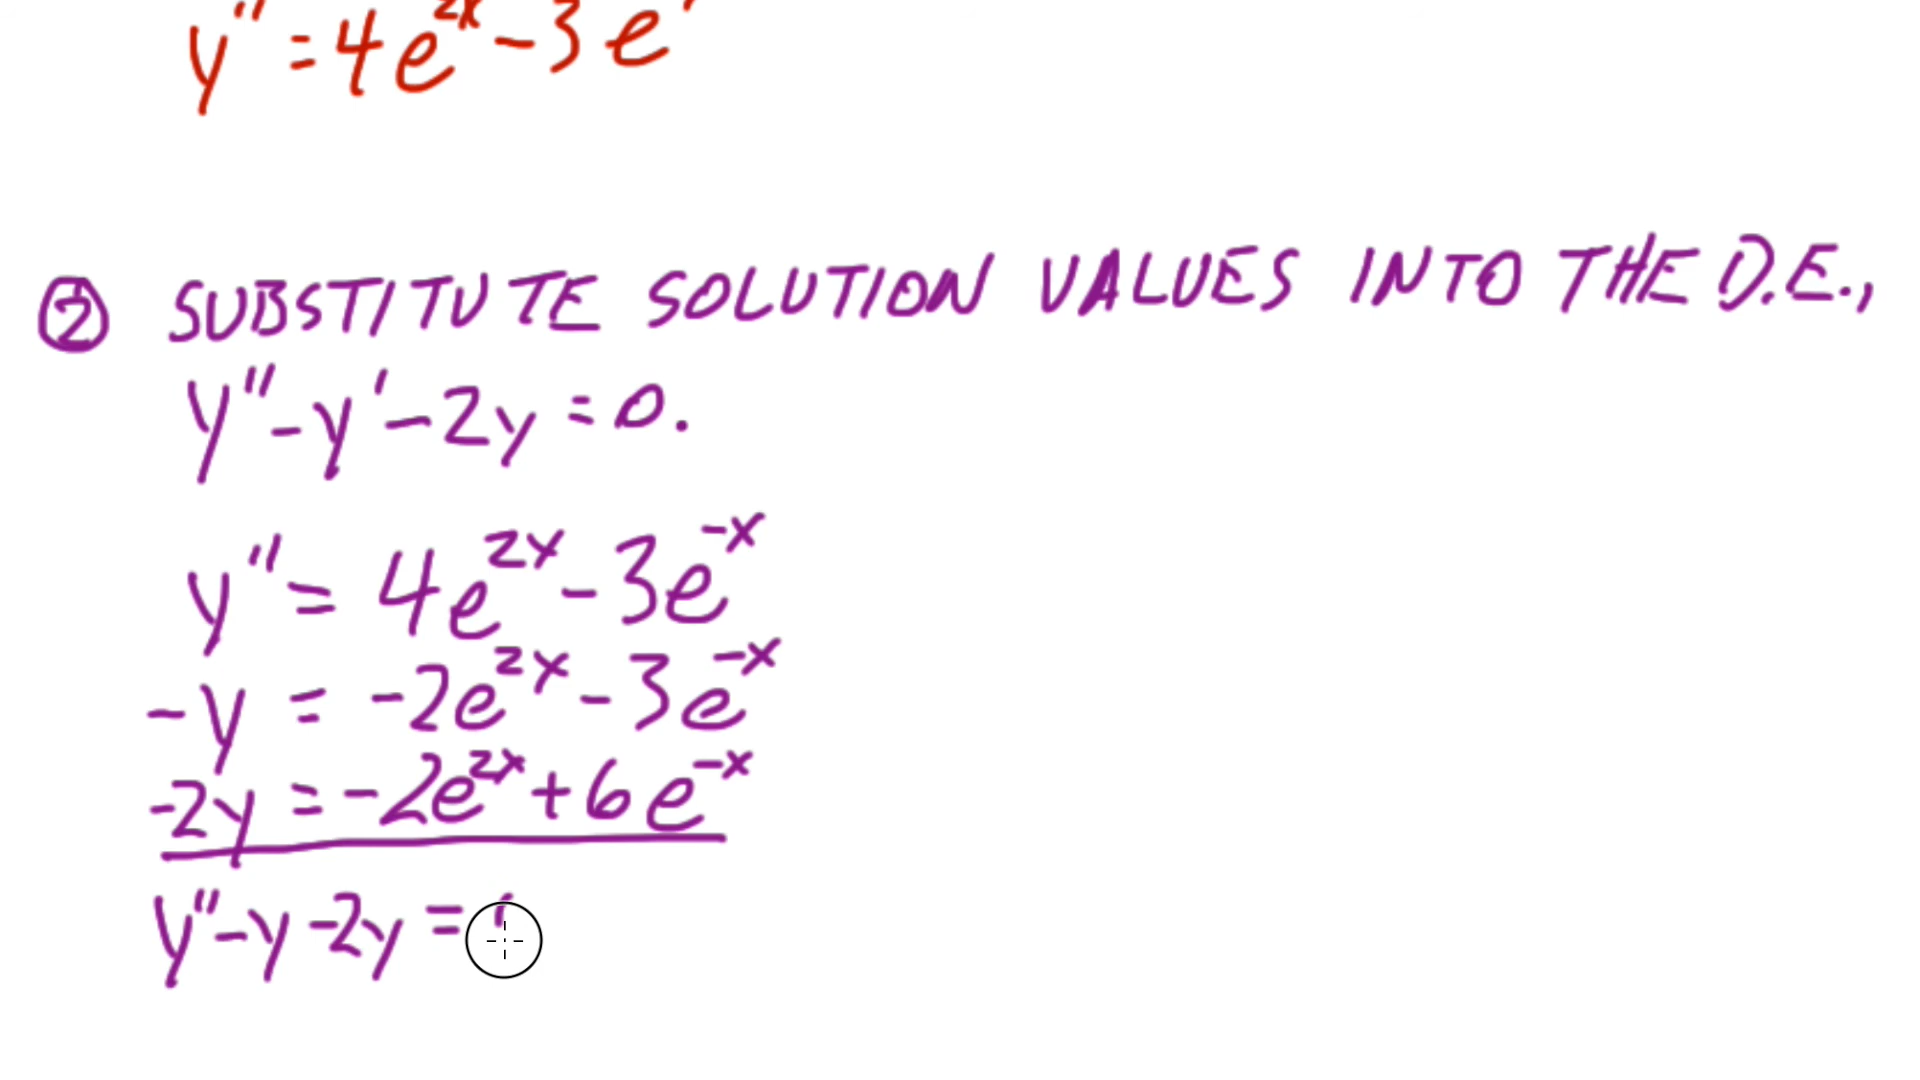 y'' = 4e^{2x} - 3e
② SUBSTITUTE SOLUTION VALUES INTO THE D.E.,
y'' - y' - 2y = 0.
y'' = 4e^{2x} - 3e^{-x}
-y = -2e^{2x} - 3e^{-x}
-2y = -2e^{2x} + 6e^{-x}
y'' - y - 2y =